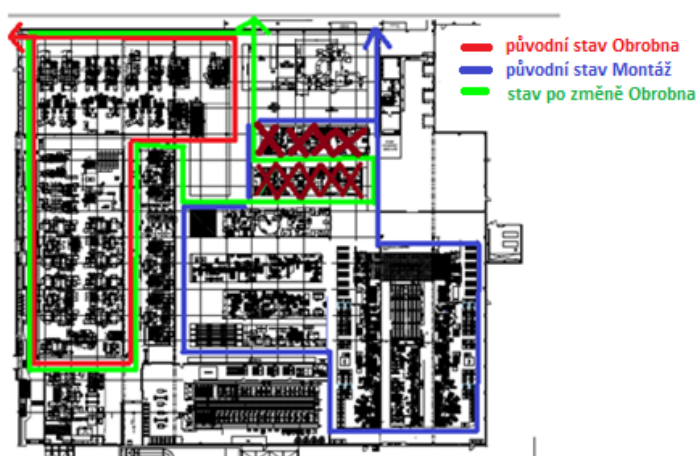 původní stav Obrobna
původní stav Montáž
stav po změně Obrobna